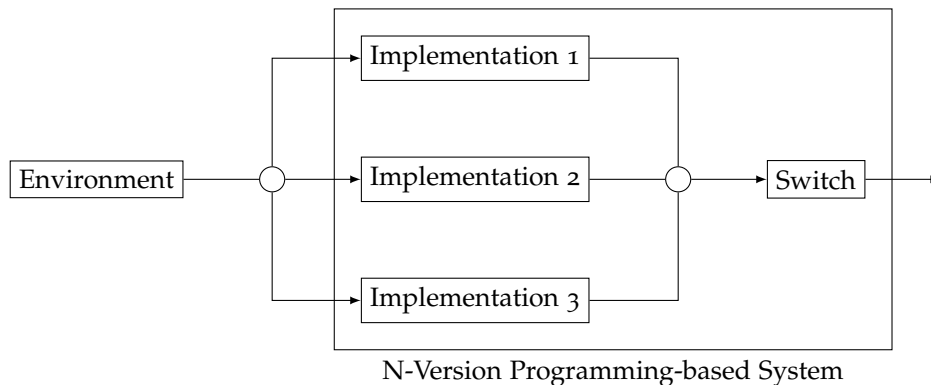 Implementation 1
Environment
Implementation 2
Switch
Implementation 3
N-Version Programming-based System